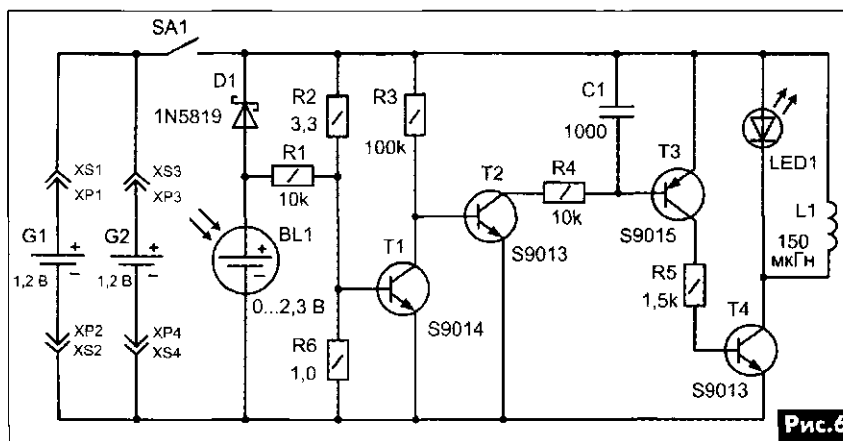 SA1
D1
1N5819
R2
3,3
R3
100k
C1
1000
T3
LED1
XS1
XP1
XS3
XP3
R1
10k
T2
R4
10k
S9015
L1
150
мкГн
G1
+
−
1,2 В
G2
+
−
1,2 В
BL1
+
−
0...2,3 В
T1
S9014
S9013
R5
1,5k
T4
S9013
XP2
XS2
XP4
XS4
R6
1,0
Рис.6